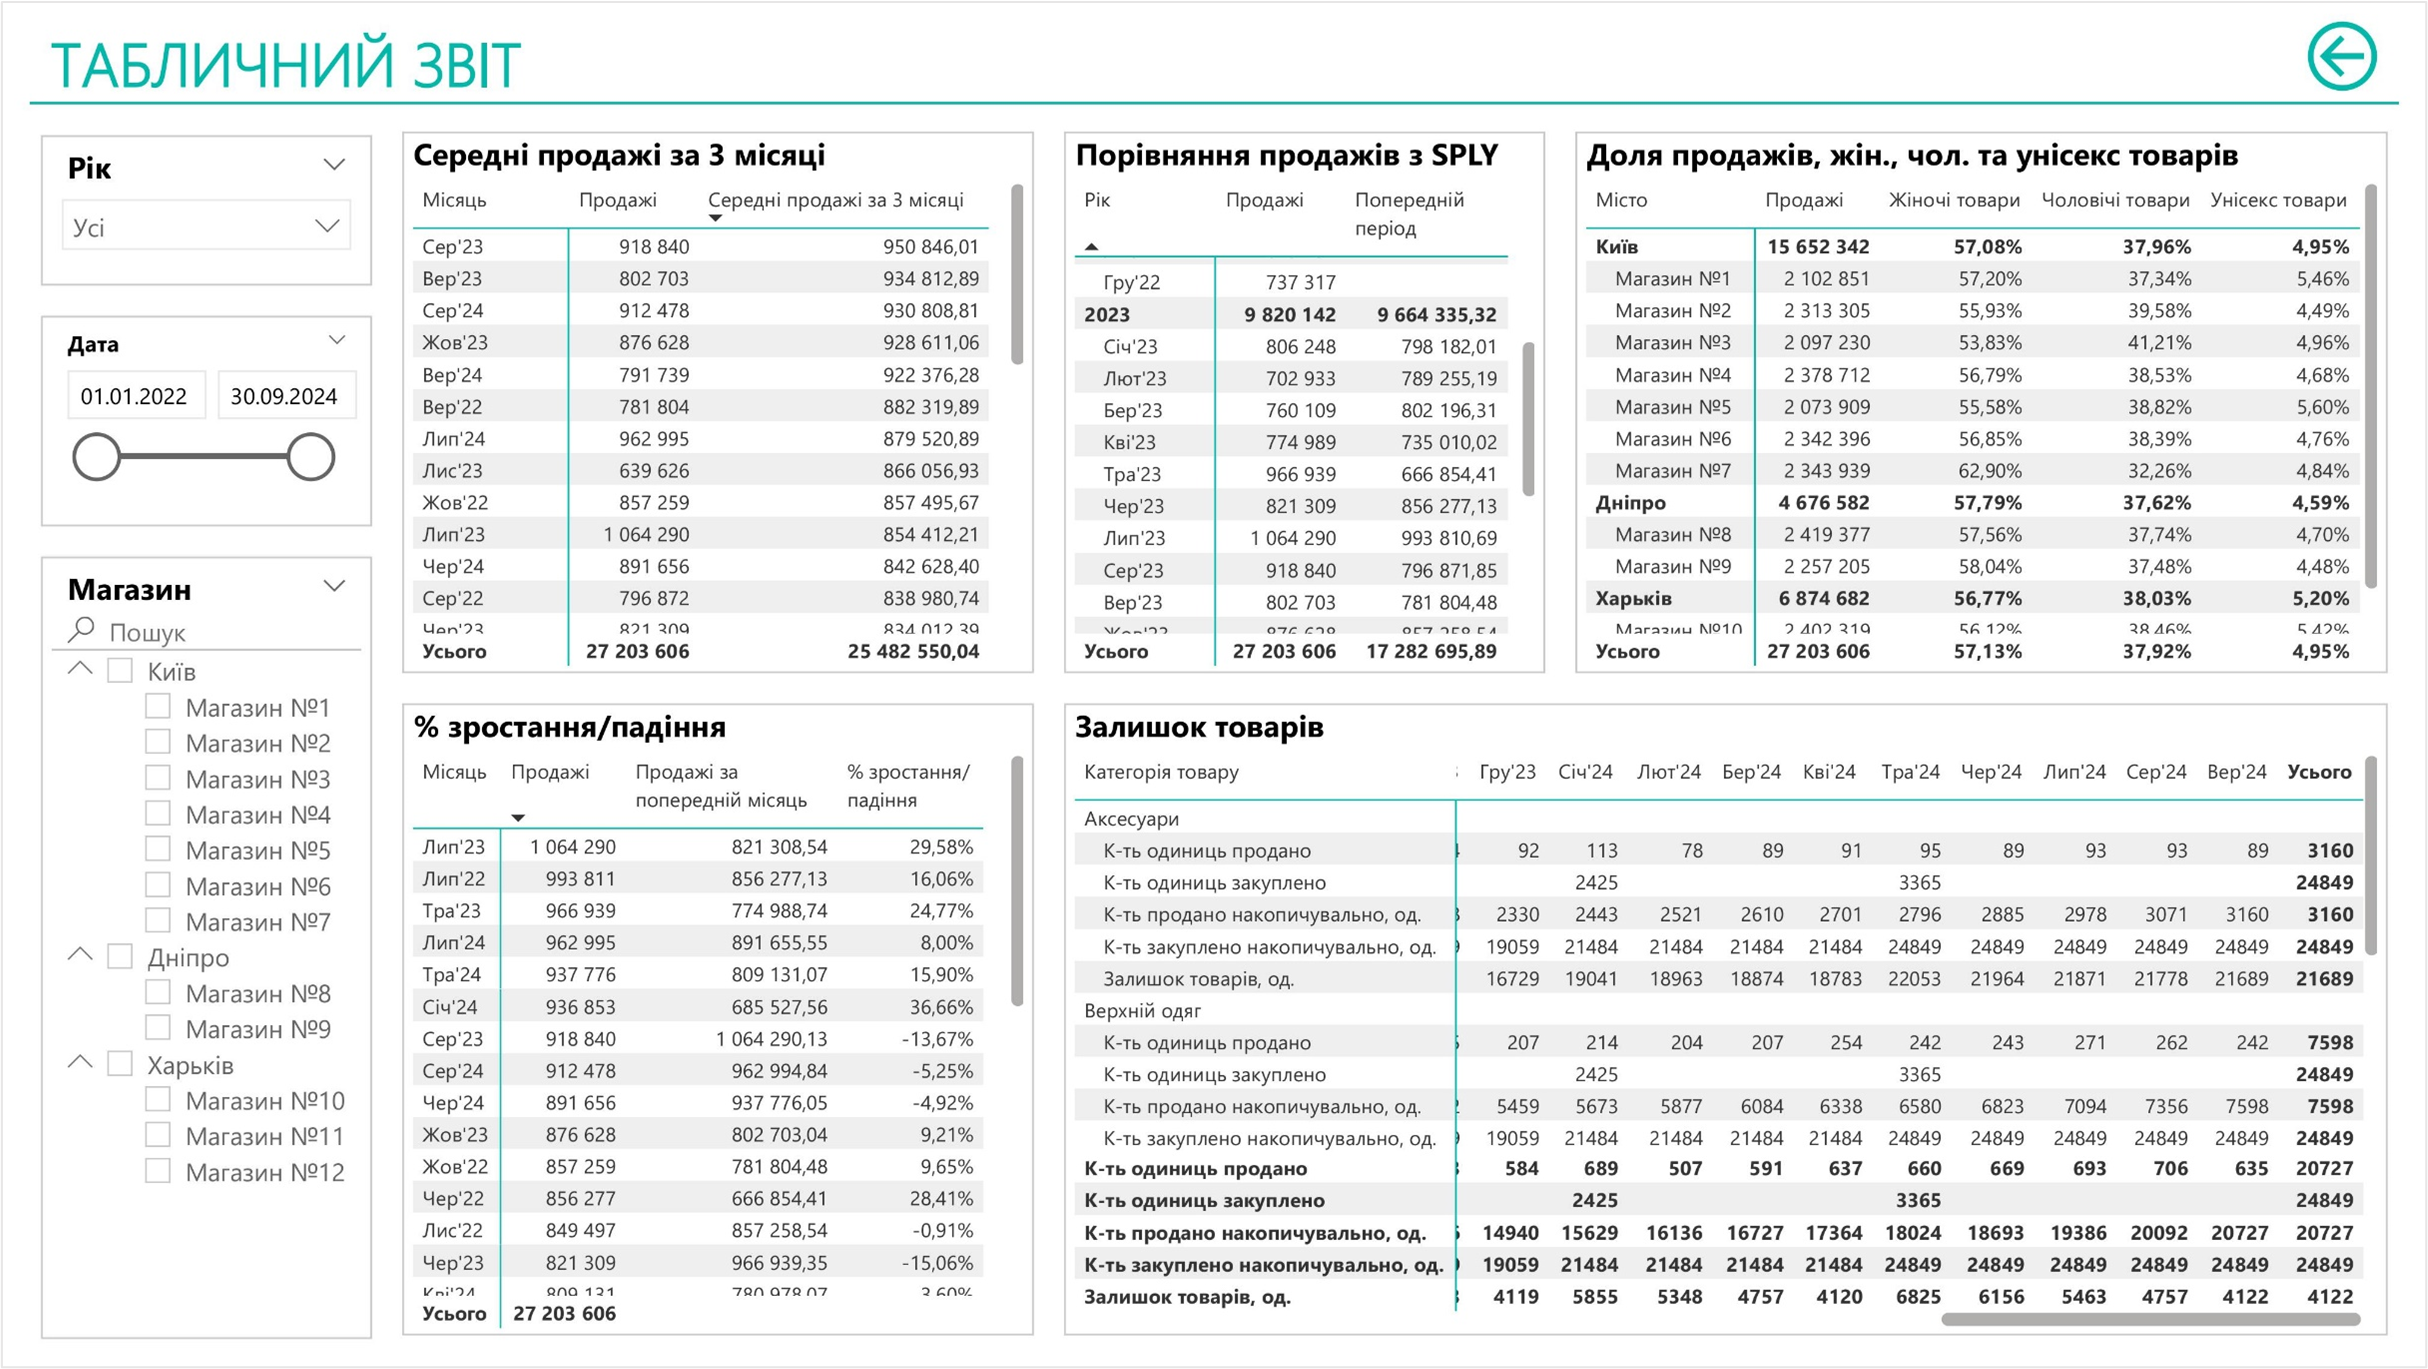 ТАБЛИЧНИЙ ЗВІТ
Рік
Усі
Дата
01.01.2022 30.09.2024
Магазин
Пошук
Київ
Магазин №1
Магазин №2
Магазин №3
Магазин №4
Магазин №5
Магазин №6
Магазин №7
Дніпро
Магазин №8
Магазин №9
Харьків
Магазин №10
Магазин №11
Магазин №12
Середні продажі за 3 місяці
Місяць Продажі Середні продажі за 3 місяці
Сер'23 918 840 950 846,01
Вер'23 802 703 934 812,89
Сер'24 912 478 930 808,81
Жов'23 876 628 928 611,06
Вер'24 791 739 922 376,28
Вер'22 781 804 882 319,89
Лип'24 962 995 879 520,89
Лис'23 639 626 866 056,93
Жов'22 857 259 857 495,67
Лип'23 1 064 290 854 412,21
Чер'24 891 656 842 628,40
Сер'22 796 872 838 980,74
Чер'23 821 309 834 012,39
Усього 27 203 606 25 482 550,04
Порівняння продажів з SPLY
Рік Продажі Попередній
період
Гру'22 737 317
2023 9 820 142 9 664 335,32
Січ'23 806 248 798 182,01
Лют'23 702 933 789 255,19
Бер'23 760 109 802 196,31
Кві'23 774 989 735 010,02
Тра'23 966 939 666 854,41
Чер'23 821 309 856 277,13
Лип'23 1 064 290 993 810,69
Сер'23 918 840 796 871,85
Вер'23 802 703 781 804,48
Жов'23 876 628 857 258,54
Усього 27 203 606 17 282 695,89
Доля продажів, жін., чол. та унісекс товарів
Місто Продажі Жіночі товари Чоловічі товари Унісекс товари
Київ 15 652 342 57,08% 37,96% 4,95%
Магазин №1 2 102 851 57,20% 37,34% 5,46%
Магазин №2 2 313 305 55,93% 39,58% 4,49%
Магазин №3 2 097 230 53,83% 41,21% 4,96%
Магазин №4 2 378 712 56,79% 38,53% 4,68%
Магазин №5 2 073 909 55,58% 38,82% 5,60%
Магазин №6 2 342 396 56,85% 38,39% 4,76%
Магазин №7 2 343 939 62,90% 32,26% 4,84%
Дніпро 4 676 582 57,79% 37,62% 4,59%
Магазин №8 2 419 377 57,56% 37,74% 4,70%
Магазин №9 2 257 205 58,04% 37,48% 4,48%
Харьків 6 874 682 56,77% 38,03% 5,20%
Магазин №10 2 402 319 56,12% 38,46% 5,42%
Усього 27 203 606 57,13% 37,92% 4,95%
% зростання/падіння
Місяць Продажі Продажі за % зростання/
попередній місяць падіння
Лип'23 1 064 290 821 308,54 29,58%
Лип'22 993 811 856 277,13 16,06%
Тра'23 966 939 774 988,74 24,77%
Лип'24 962 995 891 655,55 8,00%
Тра'24 937 776 809 131,07 15,90%
Січ'24 936 853 685 527,56 36,66%
Сер'23 918 840 1 064 290,13 -13,67%
Сер'24 912 478 962 994,84 -5,25%
Чер'24 891 656 937 776,05 -4,92%
Жов'23 876 628 802 703,04 9,21%
Жов'22 857 259 781 804,48 9,65%
Чер'22 856 277 666 854,41 28,41%
Лис'22 849 497 857 258,54 -0,91%
Чер'23 821 309 966 939,35 -15,06%
Кві'24 809 131 780 978,07 3,60%
Усього 27 203 606
Залишок товарів
Категорія товару Гру'23 Січ'24 Лют'24 Бер'24 Кві'24 Тра'24 Чер'24 Лип'24 Сер'24 Вер'24 Усього
Аксесуари
К-ть одиниць продано 92 113 78 89 91 95 89 93 93 89 3160
К-ть одиниць закуплено 2425 3365 24849
К-ть продано накопичувально, од. 2330 2443 2521 2610 2701 2796 2885 2978 3071 3160 3160
К-ть закуплено накопичувально, од. 19059 21484 21484 21484 21484 24849 24849 24849 24849 24849 24849
Залишок товарів, од. 16729 19041 18963 18874 18783 22053 21964 21871 21778 21689 21689
Верхній одяг
К-ть одиниць продано 207 214 204 207 254 242 243 271 262 242 7598
К-ть одиниць закуплено 2425 3365 24849
К-ть продано накопичувально, од. 5459 5673 5877 6084 6338 6580 6823 7094 7356 7598 7598
К-ть закуплено накопичувально, од. 19059 21484 21484 21484 21484 24849 24849 24849 24849 24849 24849
К-ть одиниць продано 584 689 507 591 637 660 669 693 706 635 20727
К-ть одиниць закуплено 2425 3365 24849
К-ть продано накопичувально, од. 14940 15629 16136 16727 17364 18024 18693 19386 20092 20727 20727
К-ть закуплено накопичувально, од. 19059 21484 21484 21484 21484 24849 24849 24849 24849 24849 24849
Залишок товарів, од. 4119 5855 5348 4757 4120 6825 6156 5463 4757 4122 4122